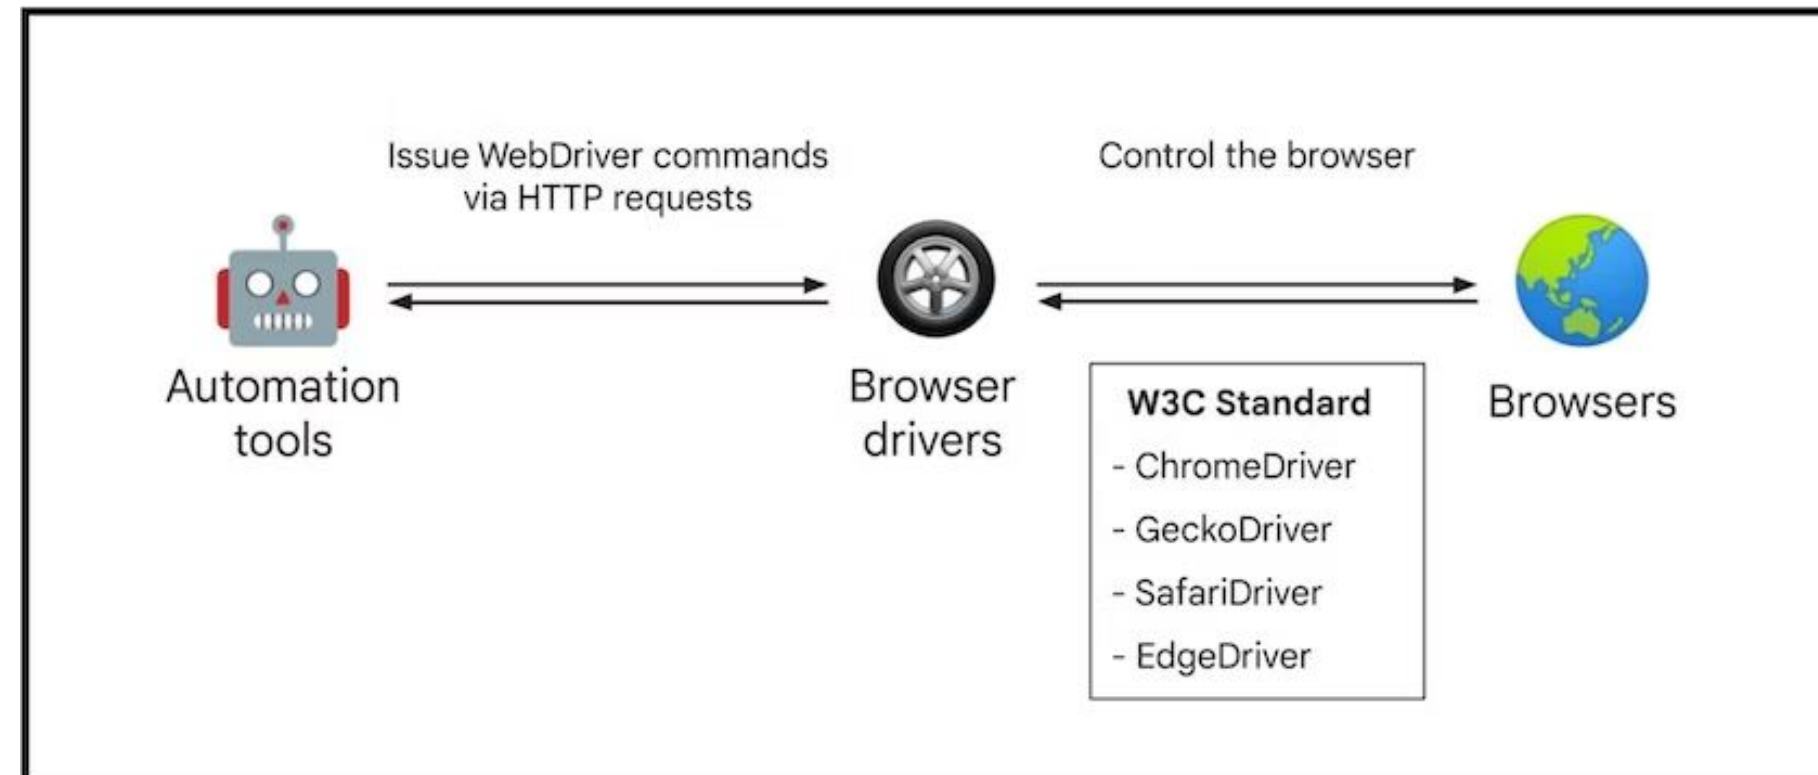 Issue WebDriver commands
via HTTP requests
Control the browser
Automation
tools
Browser
drivers
W3C Standard
- ChromeDriver
- GeckoDriver
- SafariDriver
- EdgeDriver
Browsers